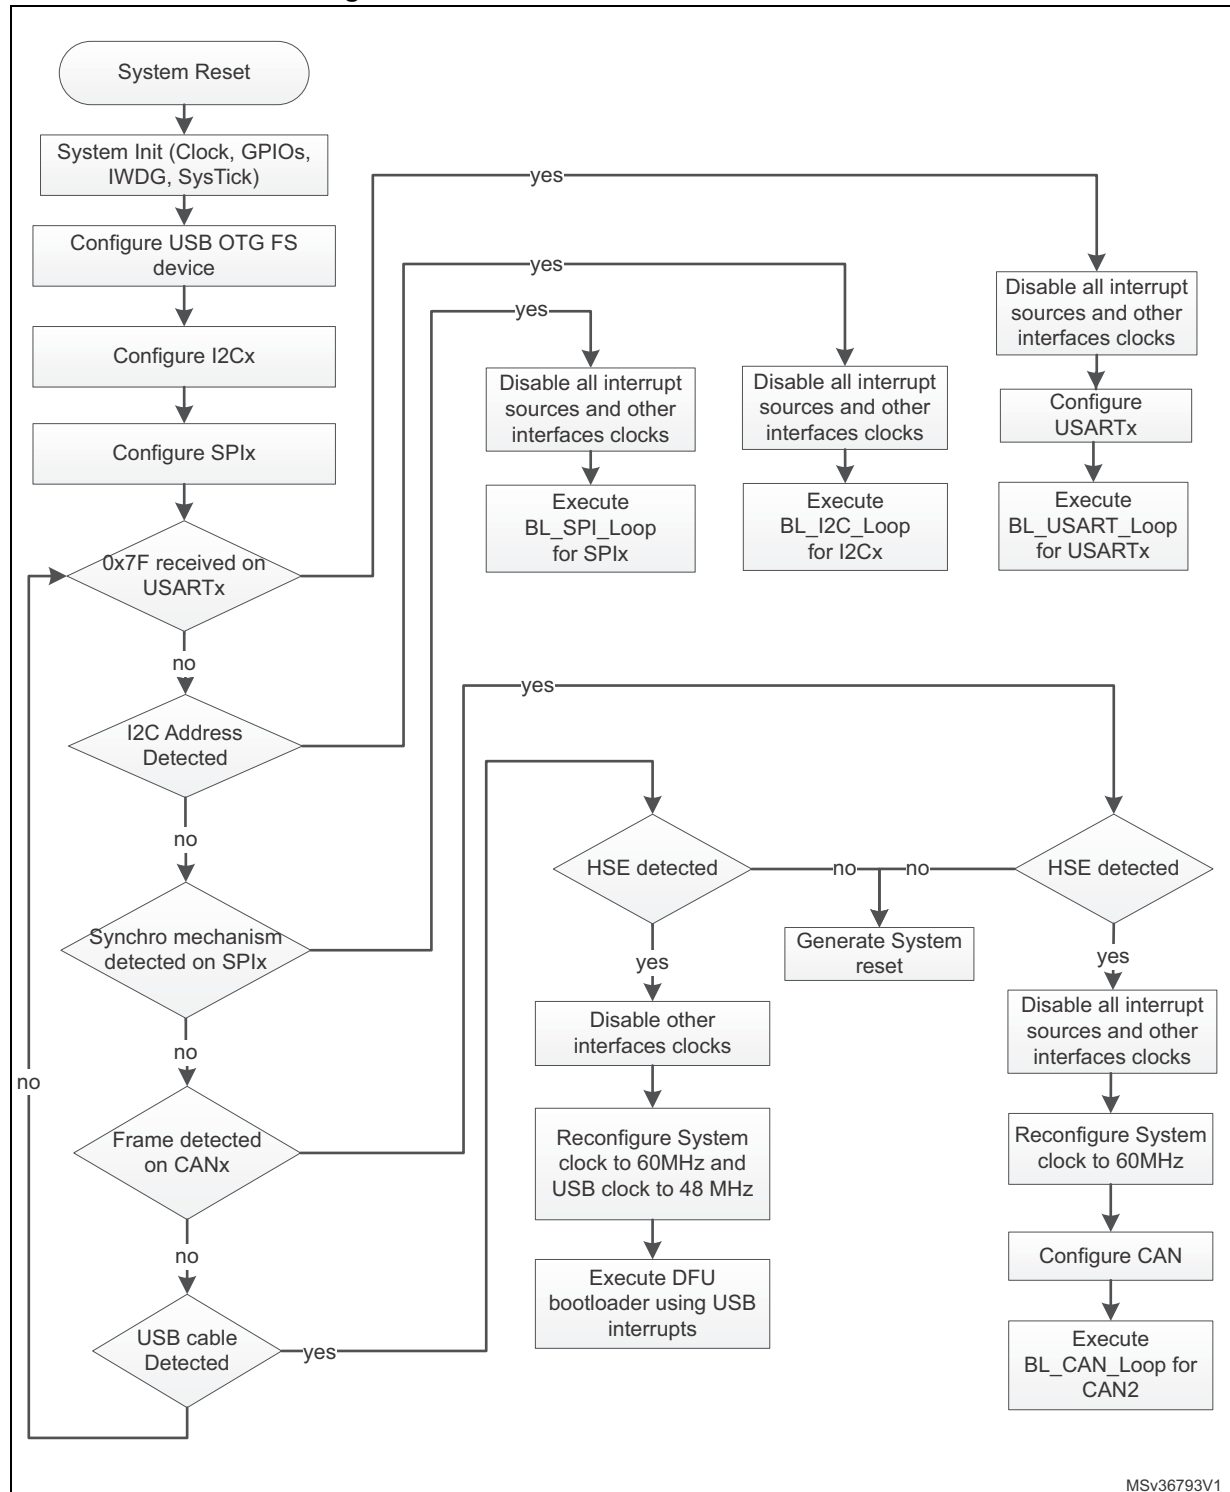 System Reset
System Init (Clock, GPIOs,
IWDG, SysTick)
Configure USB OTG FS
device
Configure I2Cx
Configure SPIx
0x7F received on
USARTx
no
I2C Address
Detected
no
Synchro mechanism
detected on SPIx
no
Frame detected
on CANx
no
USB cable
Detected
yes
no
yes
Disable all interrupt
sources and other
interfaces clocks
Execute
BL_SPI_Loop
for SPIx
yes
Disable all interrupt
sources and other
interfaces clocks
Execute
BL_I2C_Loop
for I2Cx
yes
Disable all interrupt
sources and other
interfaces clocks
Configure
USARTx
Execute
BL_USART_Loop
for USARTx
yes
HSE detected
no
no
HSE detected
Generate System
reset
yes
Disable other
interfaces clocks
Reconfigure System
clock to 60MHz and
USB clock to 48 MHz
Execute DFU
bootloader using USB
interrupts
yes
Disable all interrupt
sources and other
interfaces clocks
Reconfigure System
clock to 60MHz
Configure CAN
Execute
BL_CAN_Loop for
CAN2
MSv36793V1